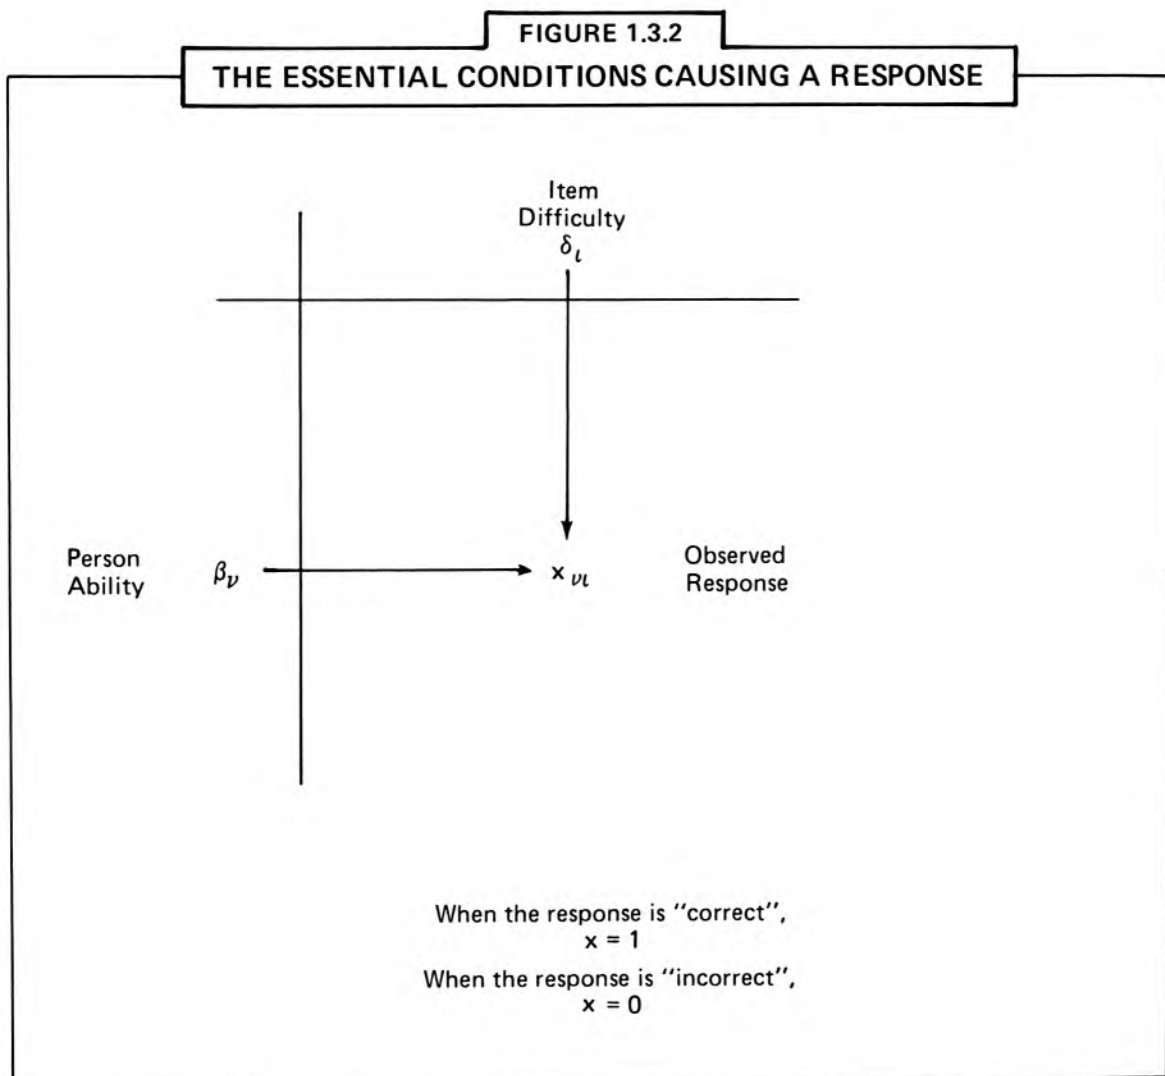 FIGURE 1.3.2
THE ESSENTIAL CONDITIONS CAUSING A RESPONSE
Item
Difficulty
δι
Person
Ability
βν
xνι
Observed
Response
When the response is "correct",
x = 1
When the response is "incorrect",
x = 0